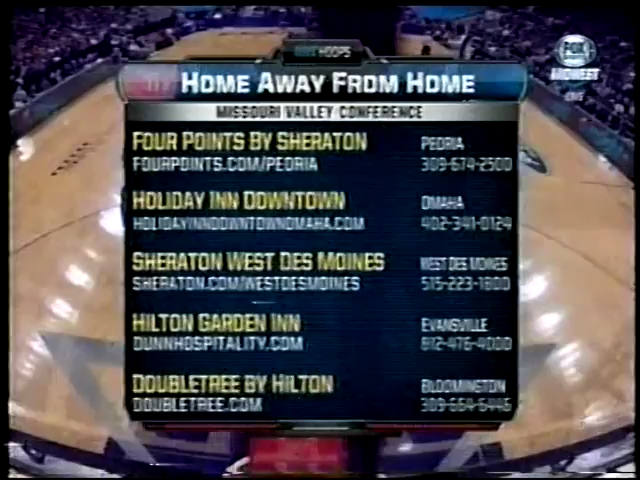 MVC HOOPS
HOME AWAY FROM HOME
MISSOURI VALLEY CONFERENCE
FOUR POINTS BY SHERATON PEORIA
FOURPOINTS.COM/PEORIA 309-674-2500
HOLIDAY INN DOWNTOWN OMAHA
HOLIDAYINNDOWNTOWNOMAHA.COM 402-341-0124
SHERATON WEST DES MOINES WEST DES MOINES
SHERATON.COM/WESTDESMOINES 515-223-1800
HILTON GARDEN INN EVANSVILLE
DUNNHOSPITALITY.COM 812-476-4000
DOUBLETREE BY HILTON BLOOMINGTON
DOUBLETREE.COM 309-664-6446
FOX
MIDWEST
LIVE